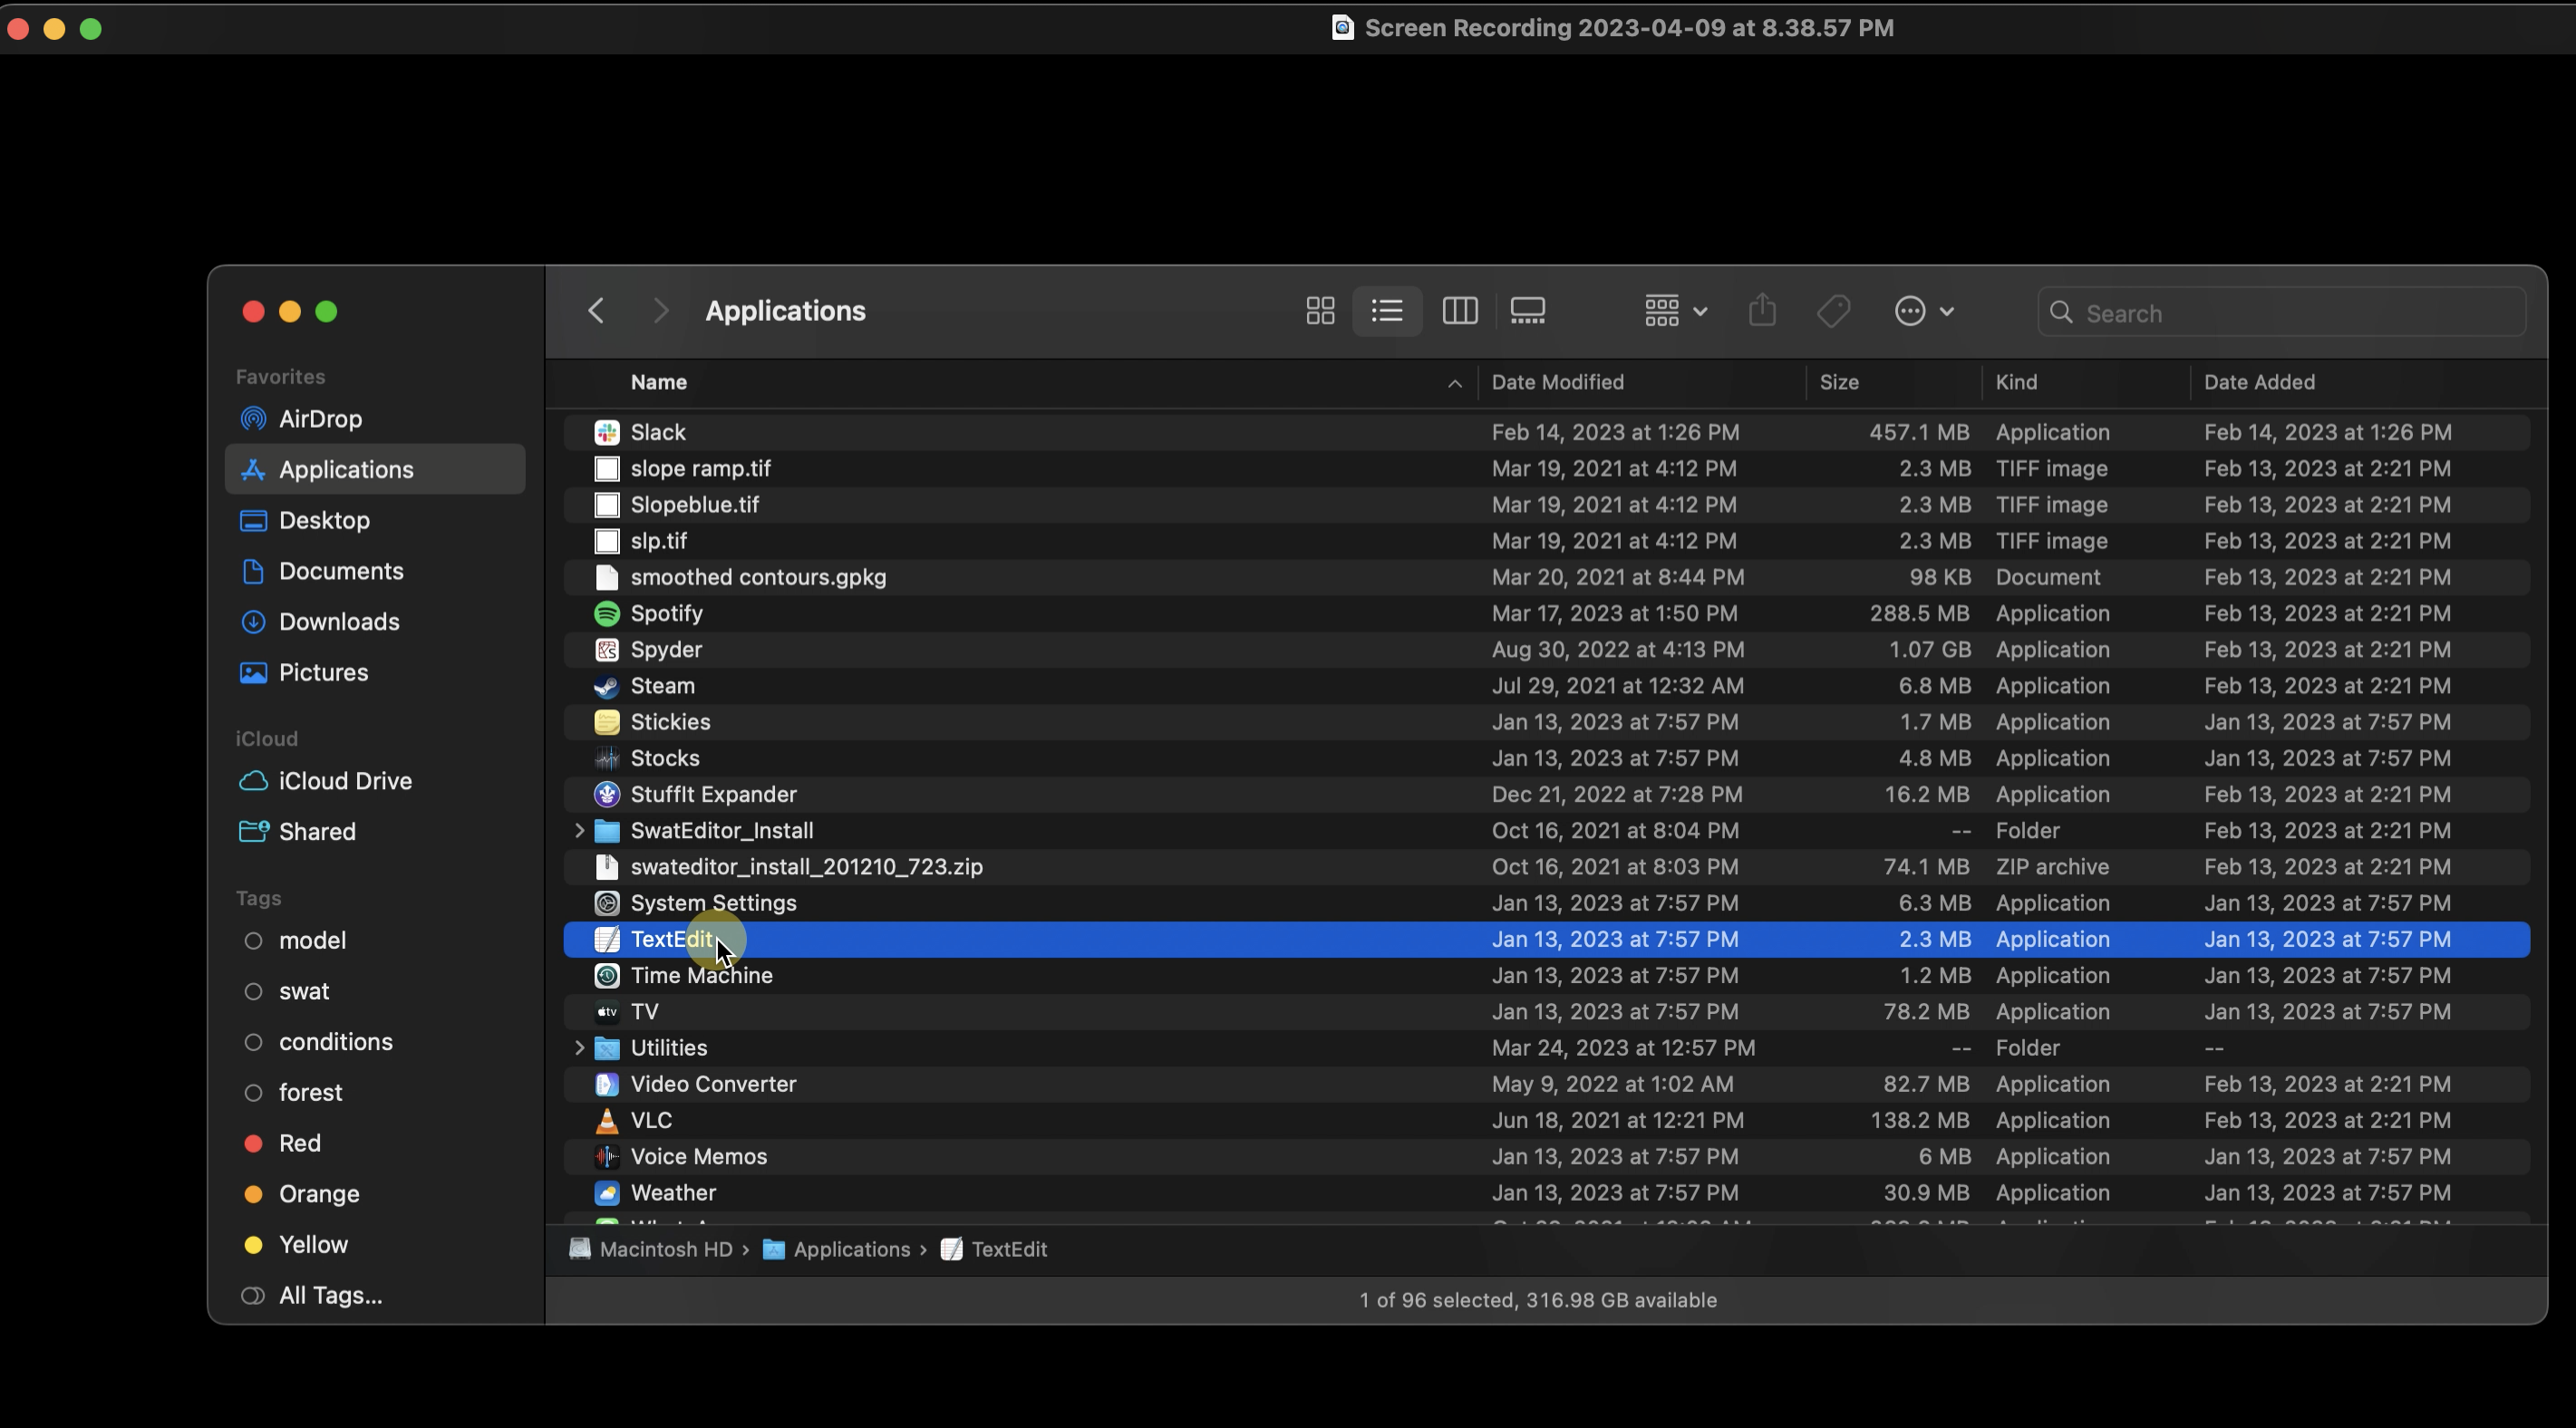 Screen Recording 2023-04-09 at 8.38.57 PM
Applications
Search
Favorites
AirDrop
Applications
Desktop
Documents
Downloads
Pictures
iCloud
iCloud Drive
Shared
Tags
model
swat
conditions
forest
Red
Orange
Yellow
All Tags...
Name Date Modified Size Kind Date Added
Slack Feb 14, 2023 at 1:26 PM 457.1 MB Application Feb 14, 2023 at 1:26 PM
slope ramp.tif Mar 19, 2021 at 4:12 PM 2.3 MB TIFF image Feb 13, 2023 at 2:21 PM
Slopeblue.tif Mar 19, 2021 at 4:12 PM 2.3 MB TIFF image Feb 13, 2023 at 2:21 PM
slp.tif Mar 19, 2021 at 4:12 PM 2.3 MB TIFF image Feb 13, 2023 at 2:21 PM
smoothed contours.gpkg Mar 20, 2021 at 8:44 PM 98 KB Document Feb 13, 2023 at 2:21 PM
Spotify Mar 17, 2023 at 1:50 PM 288.5 MB Application Feb 13, 2023 at 2:21 PM
Spyder Aug 30, 2022 at 4:13 PM 1.07 GB Application Feb 13, 2023 at 2:21 PM
Steam Jul 29, 2021 at 12:32 AM 6.8 MB Application Feb 13, 2023 at 2:21 PM
Stickies Jan 13, 2023 at 7:57 PM 1.7 MB Application Jan 13, 2023 at 7:57 PM
Stocks Jan 13, 2023 at 7:57 PM 4.8 MB Application Jan 13, 2023 at 7:57 PM
StuffIt Expander Dec 21, 2022 at 7:28 PM 16.2 MB Application Feb 13, 2023 at 2:21 PM
SwatEditor_Install Oct 16, 2021 at 8:04 PM -- Folder Feb 13, 2023 at 2:21 PM
swateditor_install_201210_723.zip Oct 16, 2021 at 8:03 PM 74.1 MB ZIP archive Feb 13, 2023 at 2:21 PM
System Settings Jan 13, 2023 at 7:57 PM 6.3 MB Application Jan 13, 2023 at 7:57 PM
TextEdit Jan 13, 2023 at 7:57 PM 2.3 MB Application Jan 13, 2023 at 7:57 PM
Time Machine Jan 13, 2023 at 7:57 PM 1.2 MB Application Jan 13, 2023 at 7:57 PM
TV Jan 13, 2023 at 7:57 PM 78.2 MB Application Jan 13, 2023 at 7:57 PM
Utilities Mar 24, 2023 at 12:57 PM -- Folder --
Video Converter May 9, 2022 at 1:02 AM 82.7 MB Application Feb 13, 2023 at 2:21 PM
VLC Jun 18, 2021 at 12:21 PM 138.2 MB Application Feb 13, 2023 at 2:21 PM
Voice Memos Jan 13, 2023 at 7:57 PM 6 MB Application Jan 13, 2023 at 7:57 PM
Weather Jan 13, 2023 at 7:57 PM 30.9 MB Application Jan 13, 2023 at 7:57 PM
Macintosh HD › Applications › TextEdit
1 of 96 selected, 316.98 GB available